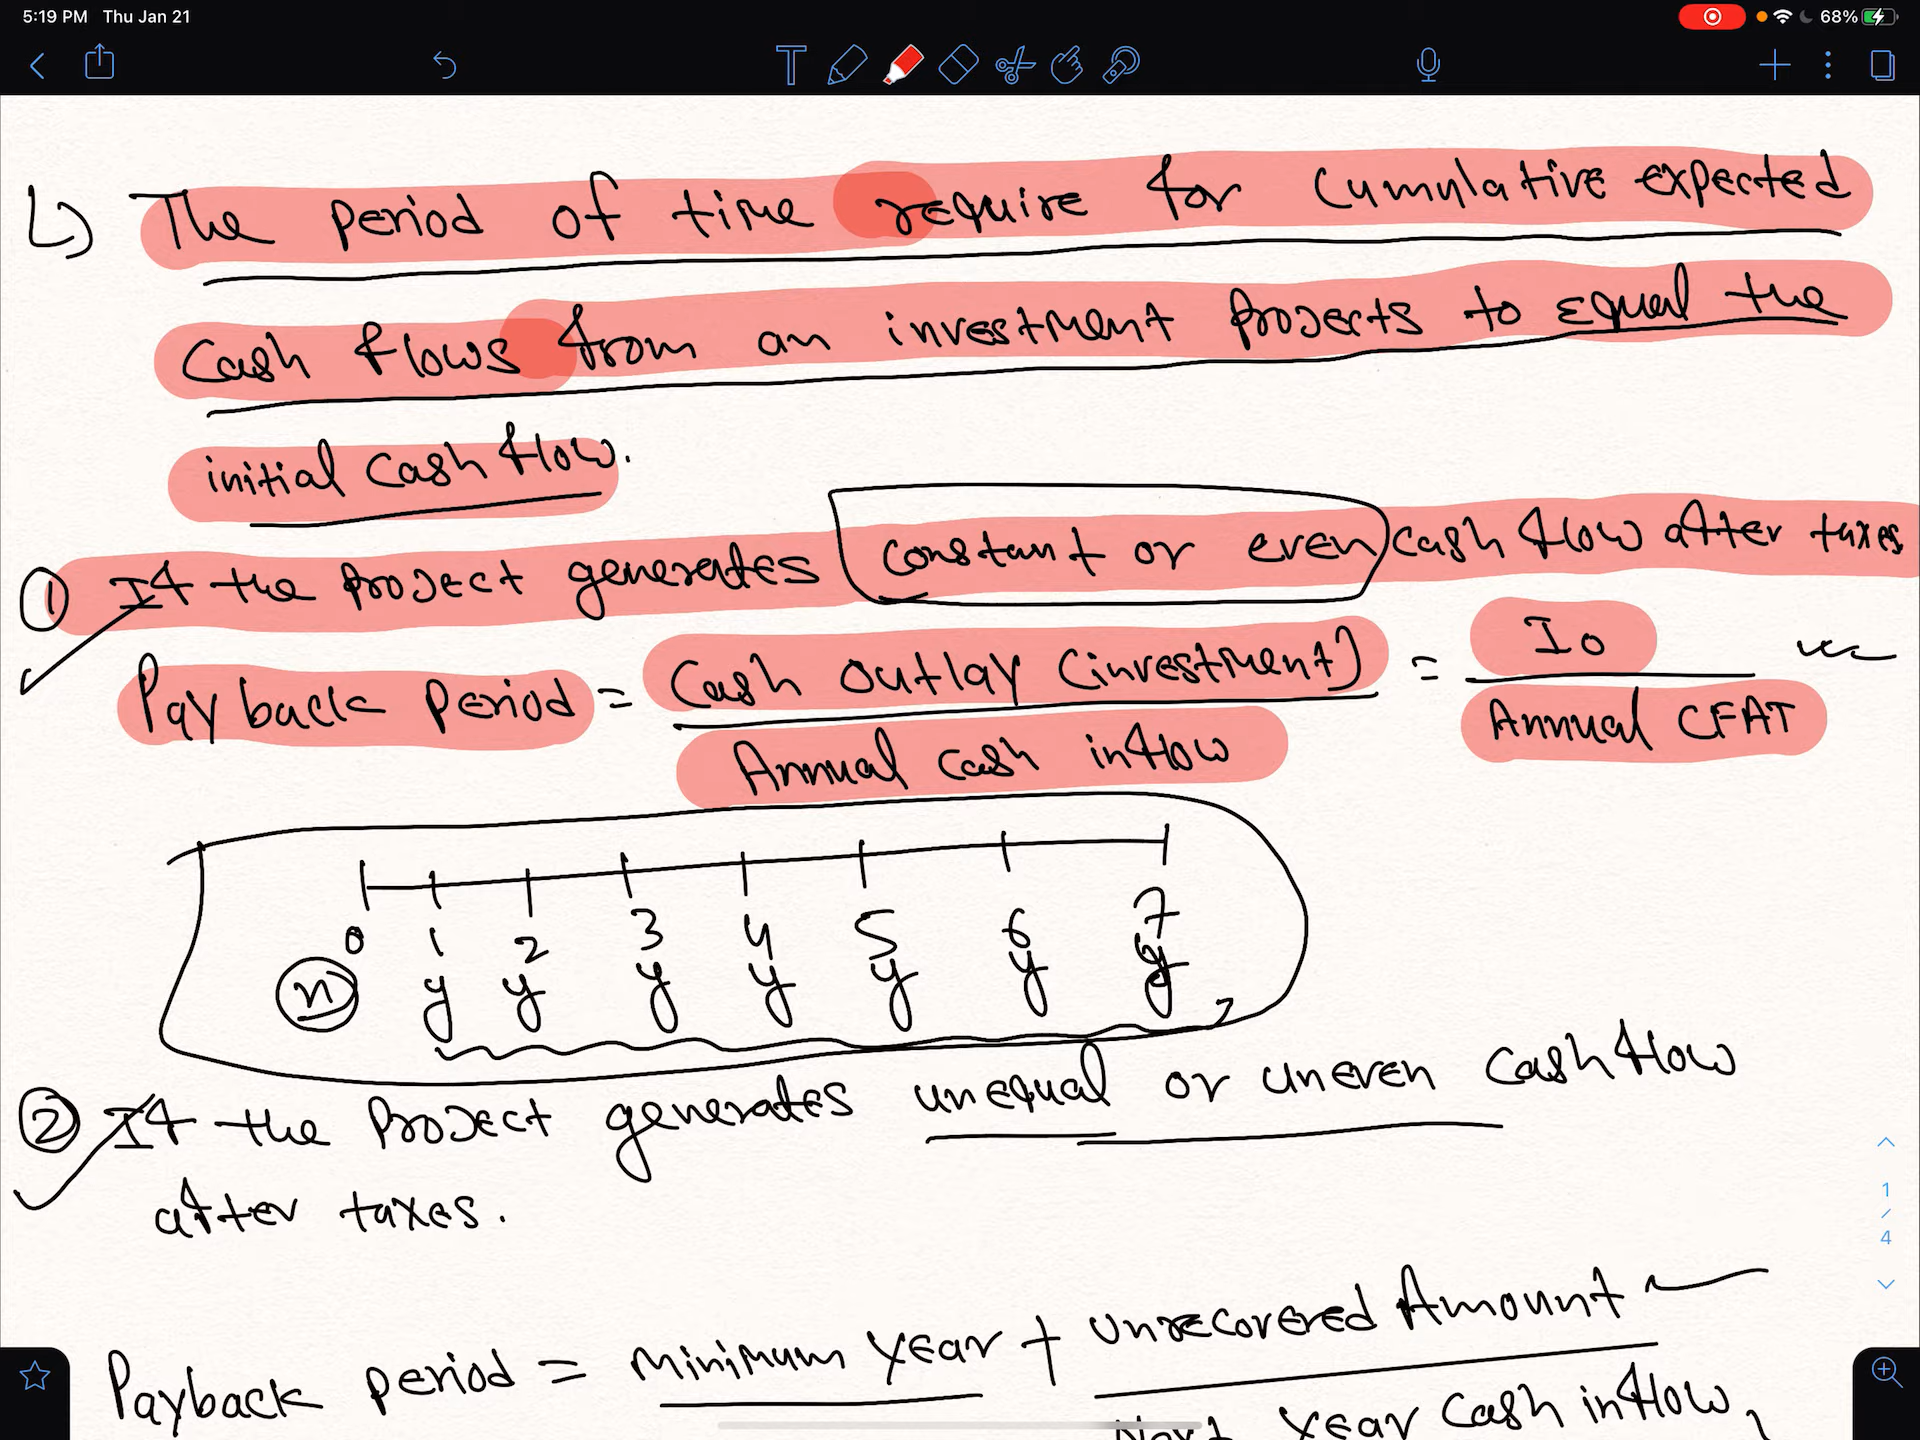 5:19 PM Thu Jan 21 68%
The period of time require for cumulative expected
cash flows from an investment projects to equal the
initial cash flow.
① If the project generates constant or even cash flow after taxes
Payback period = Cash outlay (investment) / Annual cash inflow = Io / Annual CFAT
0 1 2 3 4 5 6 7
n y y y y y y y
② If the project generates unequal or uneven cash flow
after taxes.
1 / 4
Payback period = minimum year + unrecovered Amount
Next year cash inflow